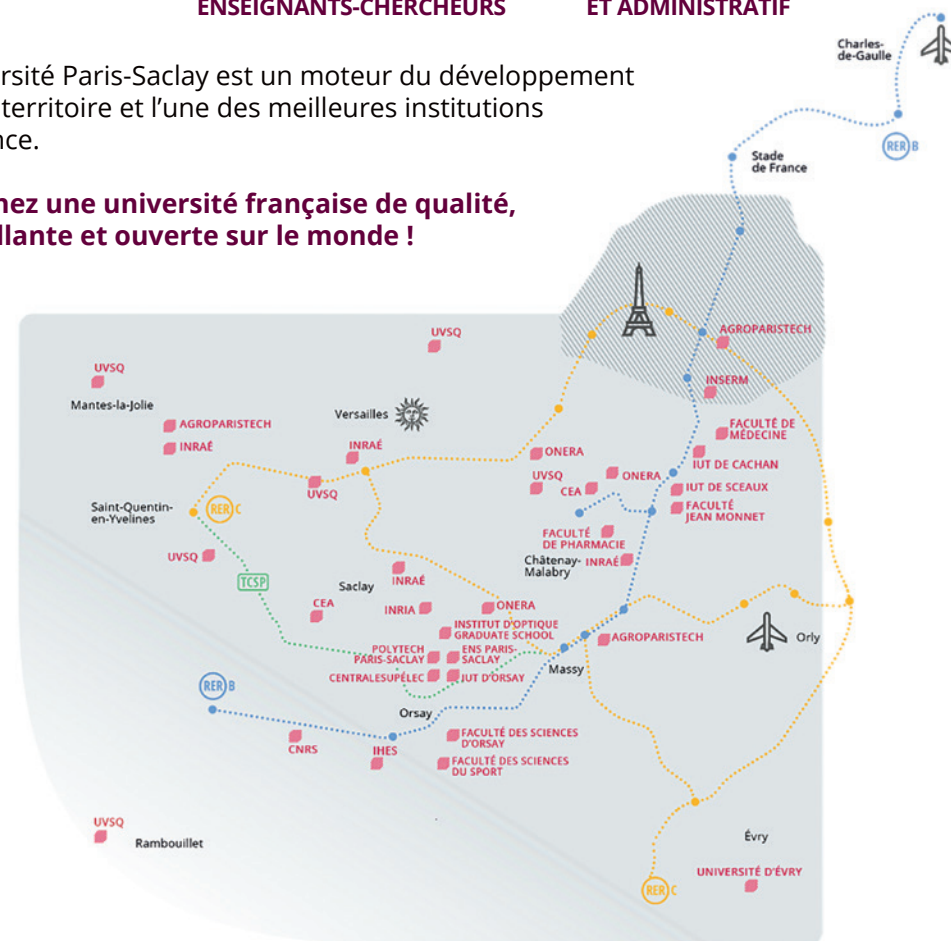 ENSEIGNANTS-CHERCHEURS
ET ADMINISTRATIF
Charles-
de-Gaulle
RER B
Stade
de France
rsité Paris-Saclay est un moteur du développement
territoire et l'une des meilleures institutions
nce.
nez une université française de qualité,
llante et ouverte sur le monde !
UVSQ
AGROPARISTECH
UVSQ
Mantes-la-Jolie
INSERM
Versailles
AGROPARISTECH
INRAÉ
FACULTÉ DE
MÉDECINE
INRAÉ
ONERA
IUT DE CACHAN
UVSQ
UVSQ
ONERA
CEA
IUT DE SCEAUX
Saint-Quentin-
en-Yvelines
RER C
FACULTÉ
JEAN MONNET
FACULTÉ
DE PHARMACIE
UVSQ
Châtenay-
Malabry
INRAÉ
TCSP
Saclay
INRAÉ
CEA
INRIA
ONERA
INSTITUT D'OPTIQUE
GRADUATE SCHOOL
AGROPARISTECH
Orly
POLYTECH
PARIS-SACLAY
ENS PARIS-
SACLAY
Massy
CENTRALESUPÉLEC
JUT D'ORSAY
RER B
Orsay
FACULTÉ DES SCIENCES
D'ORSAY
CNRS
IHES
FACULTÉ DES SCIENCES
DU SPORT
UVSQ
Rambouillet
Évry
UNIVERSITÉ D'ÉVRY
RER C